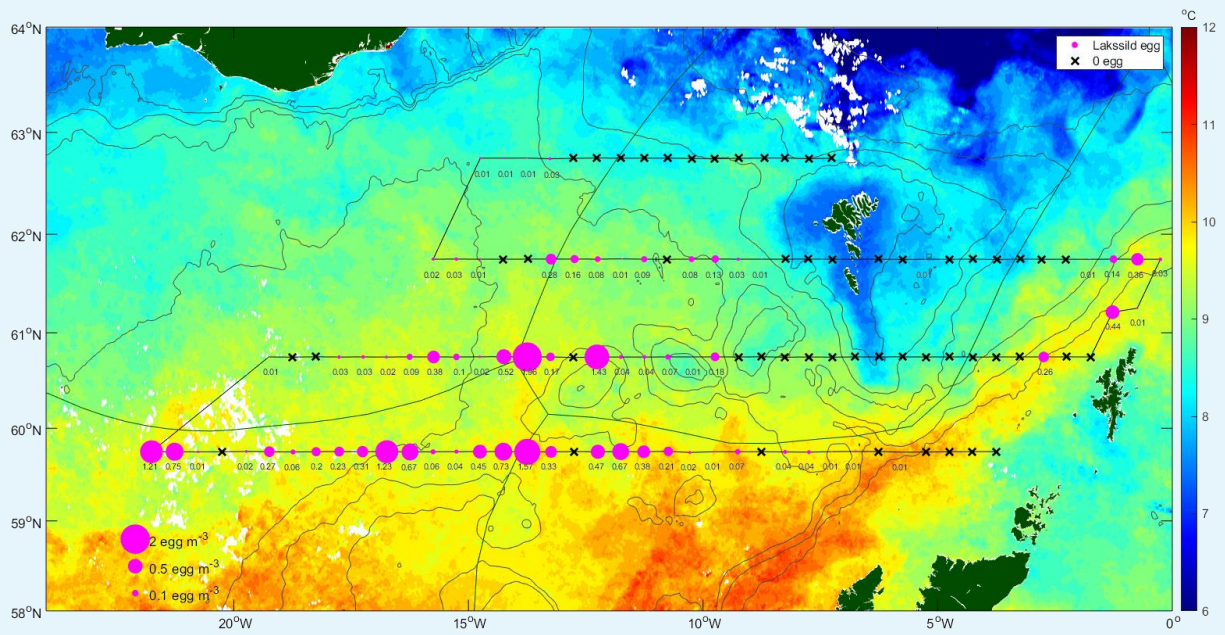 °C
64°N
12
Lakssild egg
0 egg
63°N
11
0.01 0.01 0.01 0.03
62°N
10
0.02 0.03 0.01 0.28 0.16 0.08 0.01 0.09 0.08 0.13 0.03 0.01 0.01 0.01 0.14 0.36 0.03
0.44 0.01
61°N
9
0.01 0.03 0.03 0.02 0.09 0.38 0.1 0.02 0.52 1.96 0.17 1.43 0.04 0.04 0.07 0.01 0.18 0.26
60°N
8
1.21 0.75 0.01 0.02 0.27 0.06 0.2 0.23 0.31 1.23 0.67 0.06 0.04 0.45 0.73 1.57 0.33 0.47 0.67 0.38 0.21 0.02 0.01 0.07 0.04 0.04 0.01 0.01 0.01
59°N
7
2 egg m⁻³
0.5 egg m⁻³
0.1 egg m⁻³
58°N
6
20°W 15°W 10°W 5°W 0°